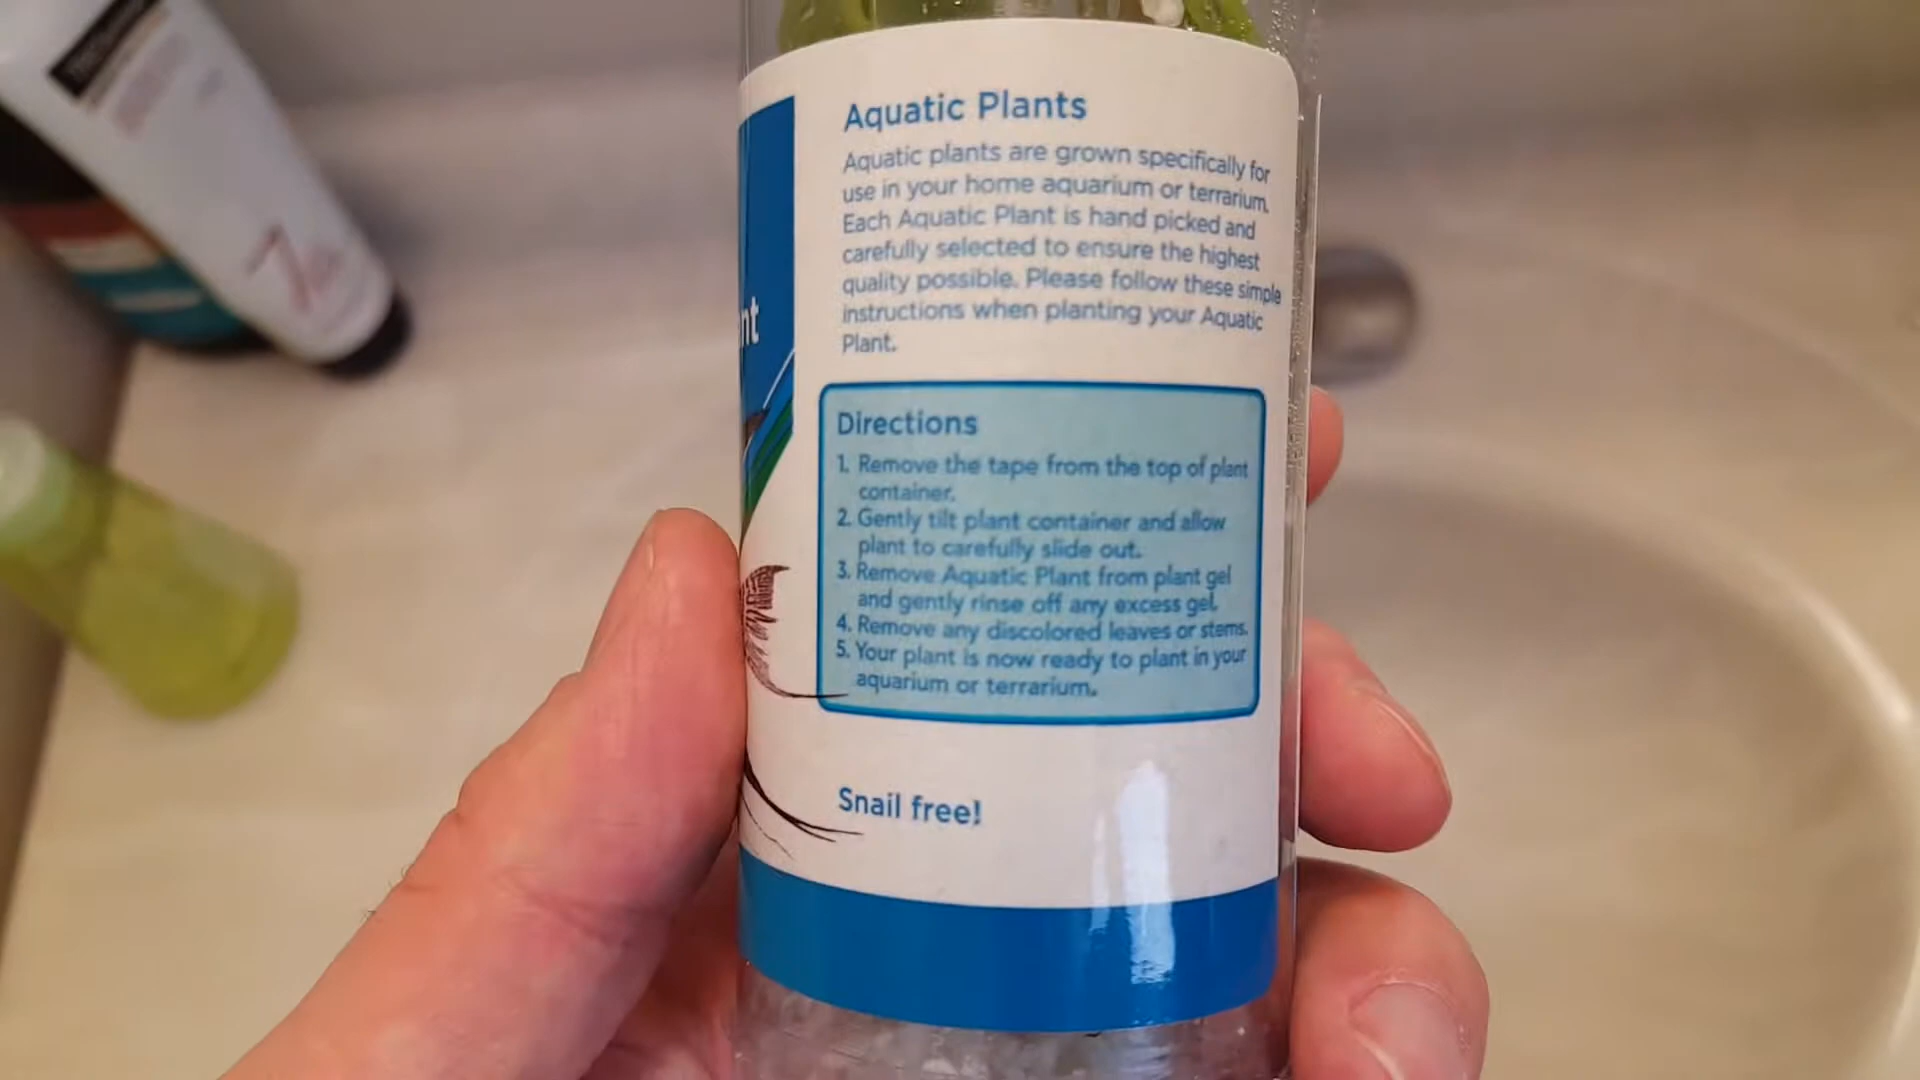 Aquatic Plants
Aquatic plants are grown specifically for
use in your home aquarium or terrarium.
Each Aquatic Plant is hand picked and
carefully selected to ensure the highest
quality possible. Please follow these simple
instructions when planting your Aquatic
Plant.
nt
Directions
1. Remove the tape from the top of plant
container.
2. Gently tilt plant container and allow
plant to carefully slide out.
3. Remove Aquatic Plant from plant gel
and gently rinse off any excess gel.
4. Remove any discolored leaves or stems.
5. Your plant is now ready to plant in your
aquarium or terrarium.
Snail free!